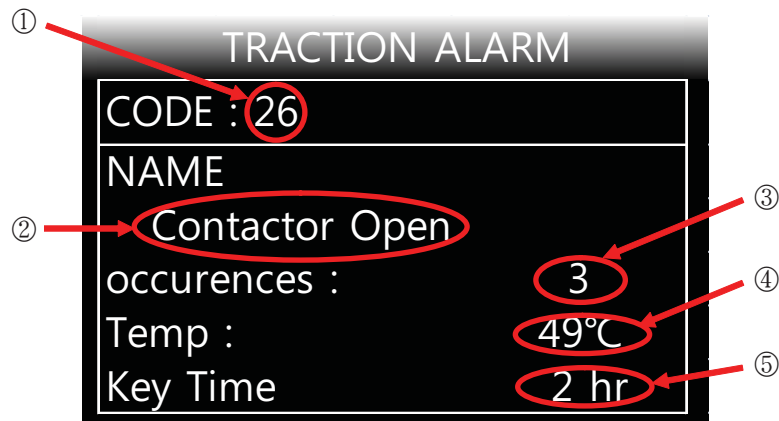 ①
TRACTION ALARM
CODE : 26
NAME
③
② Contactor Open
occurences : 3
④
Temp : 49℃
⑤
Key Time 2 hr